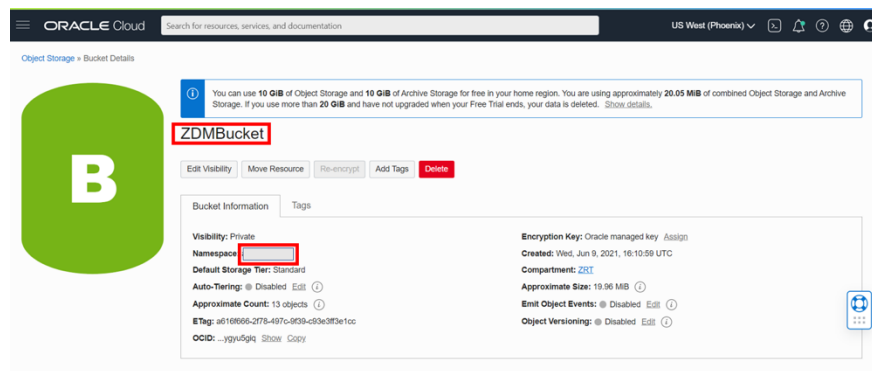 ORACLE Cloud
Search for resources, services, and documentation
US West (Phoenix)
Object Storage » Bucket Details
You can use 10 GiB of Object Storage and 10 GiB of Archive Storage for free in your home region. You are using approximately 20.05 MiB of combined Object Storage and Archive
Storage. If you use more than 20 GiB and have not upgraded when your Free Trial ends, your data is deleted. Show details.
B
ZDMBucket
Edit Visibility Move Resource Re-encrypt Add Tags Delete
Bucket Information Tags
Visibility: Private
Namespace:
Default Storage Tier: Standard
Auto-Tiering: Disabled Edit
Approximate Count: 13 objects
ETag: a616f666-2f78-497c-9f39-c93e3ff3e1cc
OCID: ...ygyu5giq Show Copy
Encryption Key: Oracle managed key Assign
Created: Wed, Jun 9, 2021, 16:10:59 UTC
Compartment: ZRT
Approximate Size: 19.96 MiB
Emit Object Events: Disabled Edit
Object Versioning: Disabled Edit